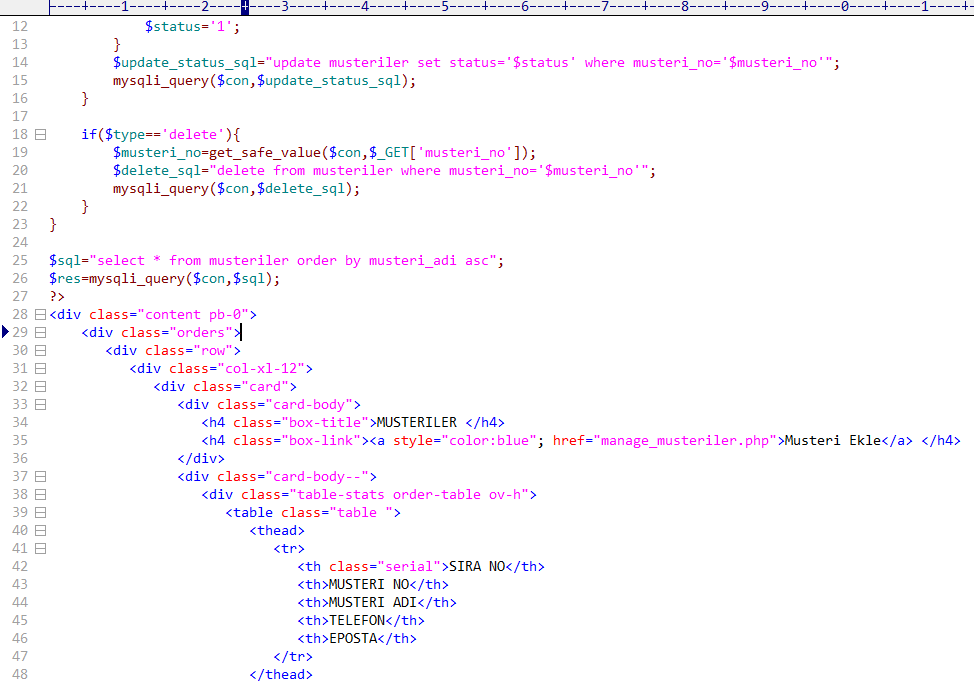 ----+----1----+----2----+----3----+----4----+----5----+----6----+----7----+----8----+----9----+----0----+----1----+
12 $status='1';
13 }
14 $update_status_sql="update musteriler set status='$status' where musteri_no='$musteri_no'";
15 mysqli_query($con,$update_status_sql);
16 }
17
18 if($type=='delete'){
19 $musteri_no=get_safe_value($con,$_GET['musteri_no']);
20 $delete_sql="delete from musteriler where musteri_no='$musteri_no'";
21 mysqli_query($con,$delete_sql);
22 }
23 }
24
25 $sql="select * from musteriler order by musteri_adi asc";
26 $res=mysqli_query($con,$sql);
27 ?>
28 <div class="content pb-0">
29 <div class="orders">
30 <div class="row">
31 <div class="col-xl-12">
32 <div class="card">
33 <div class="card-body">
34 <h4 class="box-title">MUSTERILER </h4>
35 <h4 class="box-link"><a style="color:blue"; href="manage_musteriler.php">Musteri Ekle</a> </h4>
36 </div>
37 <div class="card-body--">
38 <div class="table-stats order-table ov-h">
39 <table class="table ">
40 <thead>
41 <tr>
42 <th class="serial">SIRA NO</th>
43 <th>MUSTERI NO</th>
44 <th>MUSTERI ADI</th>
45 <th>TELEFON</th>
46 <th>EPOSTA</th>
47 </tr>
48 </thead>